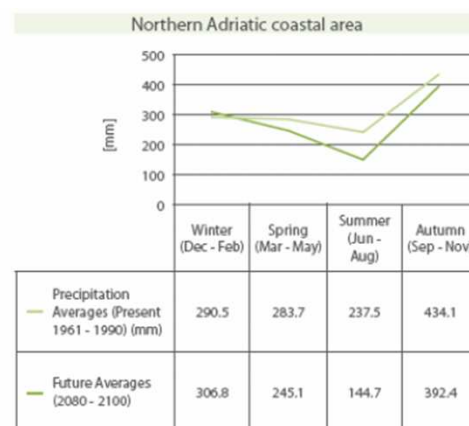 Northern Adriatic coastal area
500
400
300
200
100
0
[mm]
Winter
(Dec - Feb)
Spring
(Mar - May)
Summer
(Jun -
Aug)
Autumn
(Sep - Nov
Precipitation
Averages (Present
1961 - 1990) (mm)
290.5
283.7
237.5
434.1
Future Averages
(2080 - 2100)
306.8
245.1
144.7
392.4